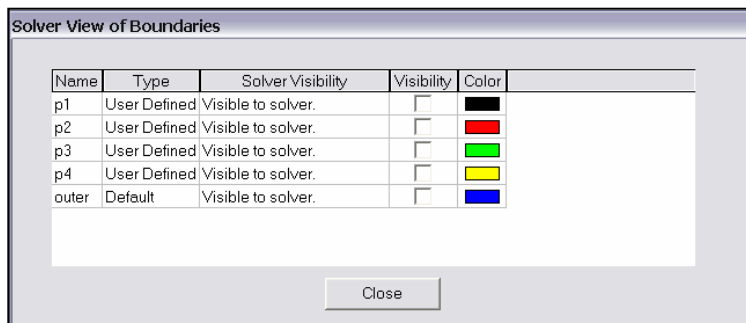 Solver View of Boundaries
Name Type Solver Visibility Visibility Color
p1 User Defined Visible to solver.
p2 User Defined Visible to solver.
p3 User Defined Visible to solver.
p4 User Defined Visible to solver.
outer Default Visible to solver.
Close